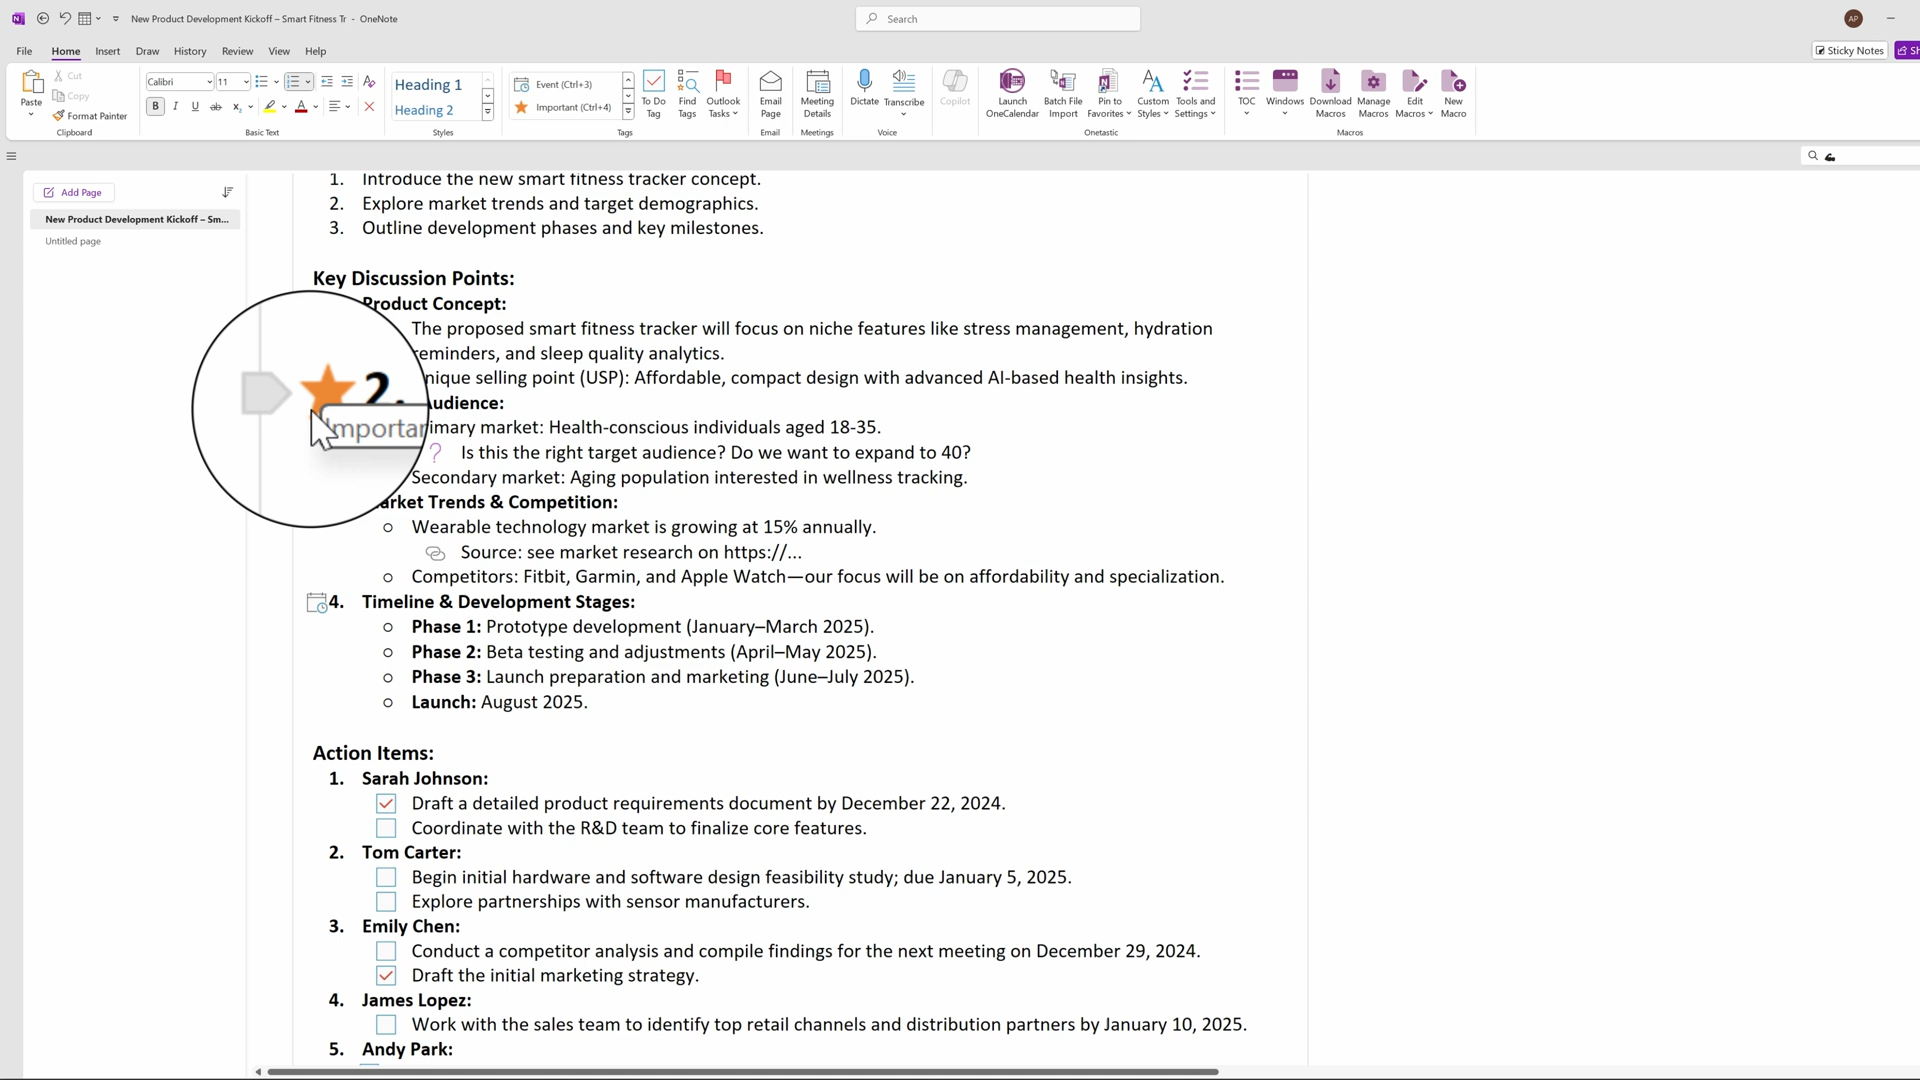 New Product Development Kickoff – Smart Fitness Tr - OneNote
Search
AP
File Home Insert Draw History Review View Help
Sticky Notes
Paste
Cut
Copy
Format Painter
Clipboard
Calibri 11
B I U ab x₂ A
Basic Text
Heading 1
Heading 2
Styles
Event (Ctrl+3)
Important (Ctrl+4)
To Do Tag
Find Tags
Outlook Tasks
Tags
Email Page
Email
Meeting Details
Meetings
Dictate
Transcribe
Voice
Copilot
Launch OneCalendar
Batch File Import
Pin to Favorites
Custom Styles
Tools and Settings
Onetastic
TOC
Windows
Download Macros
Manage Macros
Edit Macros
New Macro
Macros
Add Page
New Product Development Kickoff – Sm...
Untitled page
1. Introduce the new smart fitness tracker concept.
2. Explore market trends and target demographics.
3. Outline development phases and key milestones.
Key Discussion Points:
Product Concept:
The proposed smart fitness tracker will focus on niche features like stress management, hydration
reminders, and sleep quality analytics.
nique selling point (USP): Affordable, compact design with advanced AI-based health insights.
2. Audience:
Importa
imary market: Health-conscious individuals aged 18-35.
? Is this the right target audience? Do we want to expand to 40?
Secondary market: Aging population interested in wellness tracking.
arket Trends & Competition:
○ Wearable technology market is growing at 15% annually.
Source: see market research on https://...
○ Competitors: Fitbit, Garmin, and Apple Watch—our focus will be on affordability and specialization.
4. Timeline & Development Stages:
○ Phase 1: Prototype development (January–March 2025).
○ Phase 2: Beta testing and adjustments (April–May 2025).
○ Phase 3: Launch preparation and marketing (June–July 2025).
○ Launch: August 2025.
Action Items:
1. Sarah Johnson:
Draft a detailed product requirements document by December 22, 2024.
Coordinate with the R&D team to finalize core features.
2. Tom Carter:
Begin initial hardware and software design feasibility study; due January 5, 2025.
Explore partnerships with sensor manufacturers.
3. Emily Chen:
Conduct a competitor analysis and compile findings for the next meeting on December 29, 2024.
Draft the initial marketing strategy.
4. James Lopez:
Work with the sales team to identify top retail channels and distribution partners by January 10, 2025.
5. Andy Park: